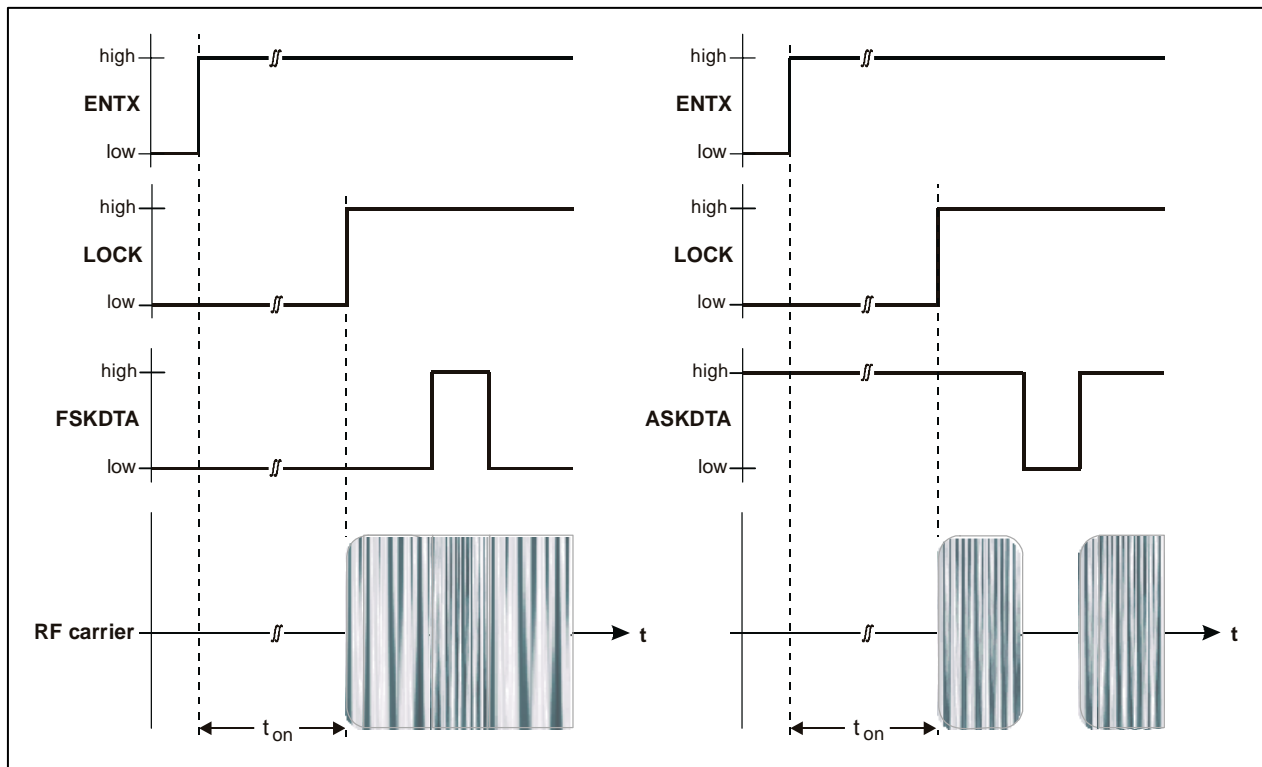 high
ENTX
low
high
LOCK
low
high
FSKDTA
low
RF carrier
t
t on
high
ENTX
low
high
LOCK
low
high
ASKDTA
low
t
t on